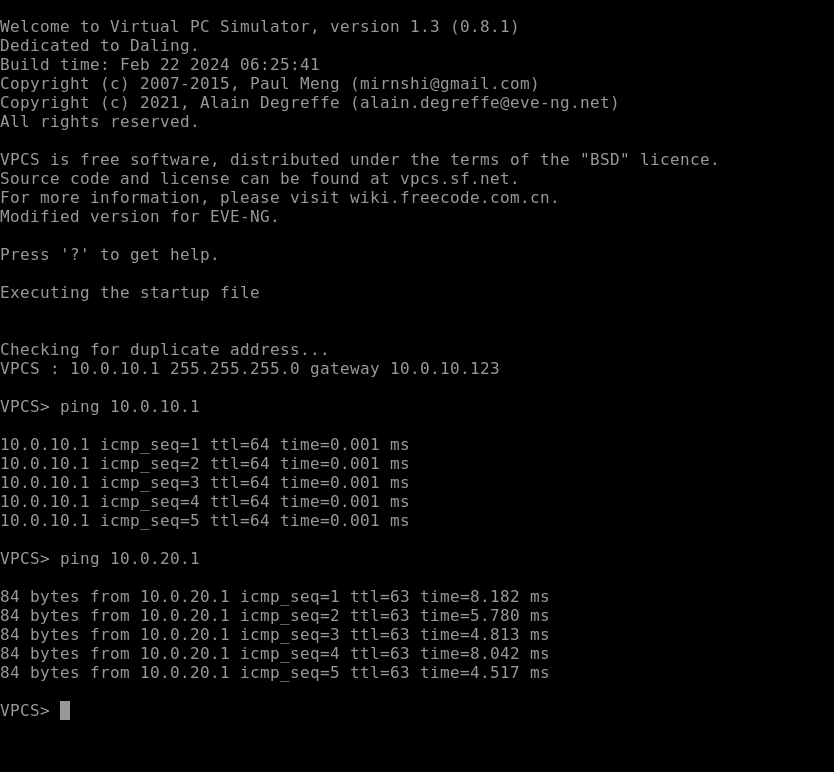 Welcome to Virtual PC Simulator, version 1.3 (0.8.1)
Dedicated to Daling.
Build time: Feb 22 2024 06:25:41
Copyright (c) 2007-2015, Paul Meng (mirnshi@gmail.com)
Copyright (c) 2021, Alain Degreffe (alain.degreffe@eve-ng.net)
All rights reserved.

VPCS is free software, distributed under the terms of the "BSD" licence.
Source code and license can be found at vpcs.sf.net.
For more information, please visit wiki.freecode.com.cn.
Modified version for EVE-NG.

Press '?' to get help.

Executing the startup file

Checking for duplicate address...
VPCS : 10.0.10.1 255.255.255.0 gateway 10.0.10.123

VPCS> ping 10.0.10.1

10.0.10.1 icmp_seq=1 ttl=64 time=0.001 ms
10.0.10.1 icmp_seq=2 ttl=64 time=0.001 ms
10.0.10.1 icmp_seq=3 ttl=64 time=0.001 ms
10.0.10.1 icmp_seq=4 ttl=64 time=0.001 ms
10.0.10.1 icmp_seq=5 ttl=64 time=0.001 ms

VPCS> ping 10.0.20.1

84 bytes from 10.0.20.1 icmp_seq=1 ttl=63 time=8.182 ms
84 bytes from 10.0.20.1 icmp_seq=2 ttl=63 time=5.780 ms
84 bytes from 10.0.20.1 icmp_seq=3 ttl=63 time=4.813 ms
84 bytes from 10.0.20.1 icmp_seq=4 ttl=63 time=8.042 ms
84 bytes from 10.0.20.1 icmp_seq=5 ttl=63 time=4.517 ms

VPCS>